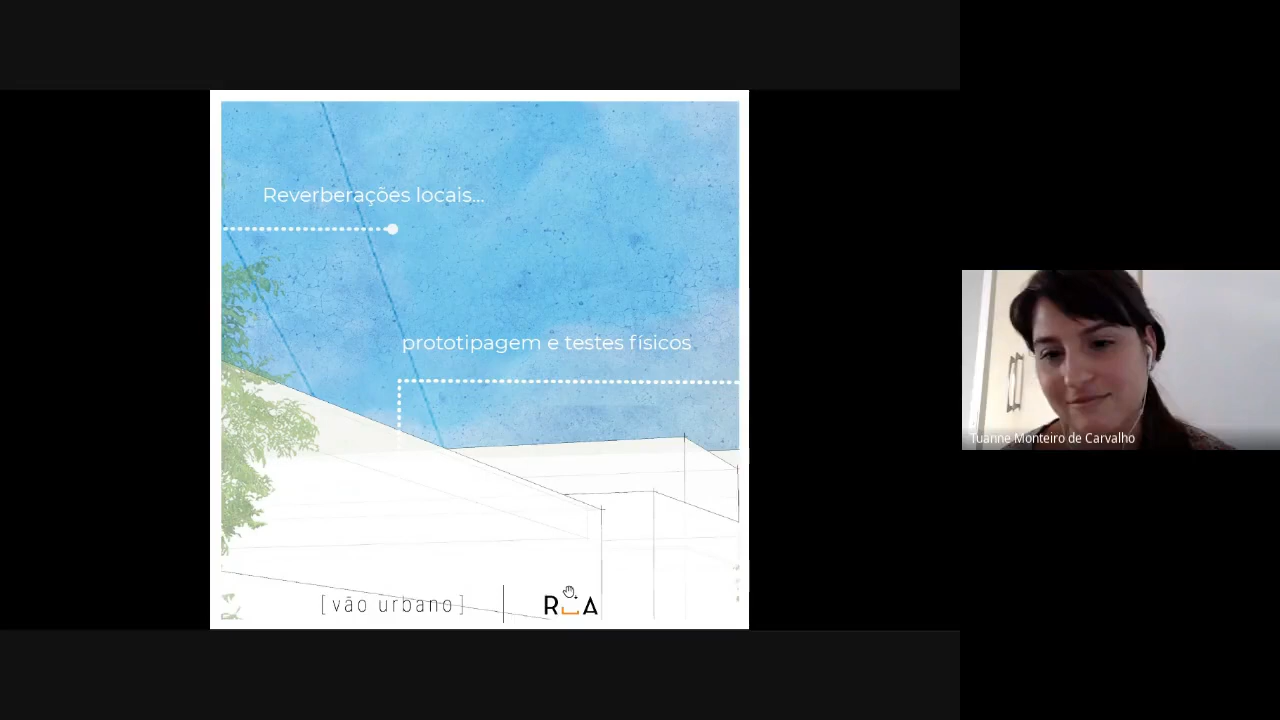 Reverberações locais...
prototipagem e testes físicos
[vão urbano]
RUA
Tuanne Monteiro de Carvalho